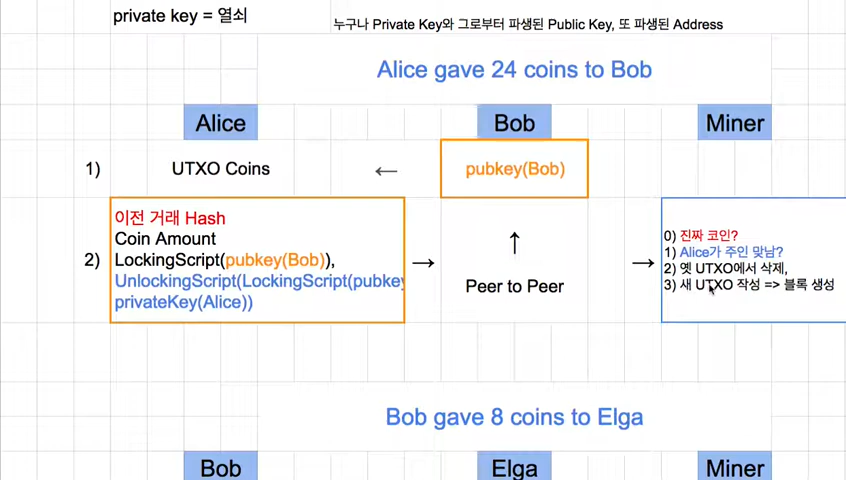 private key = 열쇠
누구나 Private Key와 그로부터 파생된 Public Key, 또 파생된 Address
Alice gave 24 coins to Bob
Alice
Bob
Miner
1)
UTXO Coins
←
pubkey(Bob)
2)
이전 거래 Hash
Coin Amount
LockingScript(pubkey(Bob)),
UnlockingScript(LockingScript(pubkey
privateKey(Alice))
→
↑
Peer to Peer
→
0) 진짜 코인?
1) Alice가 주인 맞남?
2) 옛 UTXO에서 삭제,
3) 새 UTXO 작성 => 블록 생성
Bob gave 8 coins to Elga
Bob
Elga
Miner